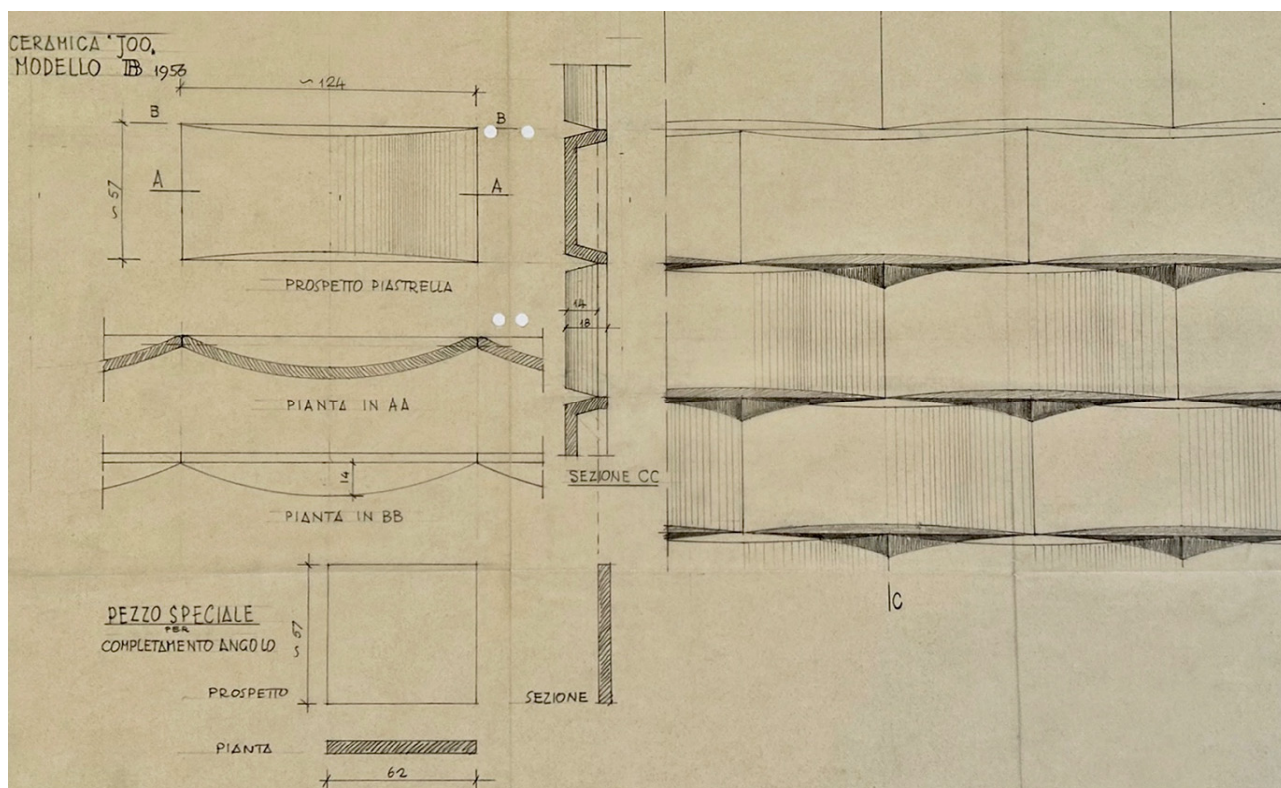 CERAMICA "JOO"
MODELLO B 1956
~ 124
B
B
A
A
~ 57
PROSPETTO PIASTRELLA
PIANTA IN AA
14
18
14
PIANTA IN BB
SEZIONE CC
PEZZO SPECIALE
PER
COMPLETAMENTO ANGOLO
~ 57
PROSPETTO
SEZIONE
C
PIANTA
62